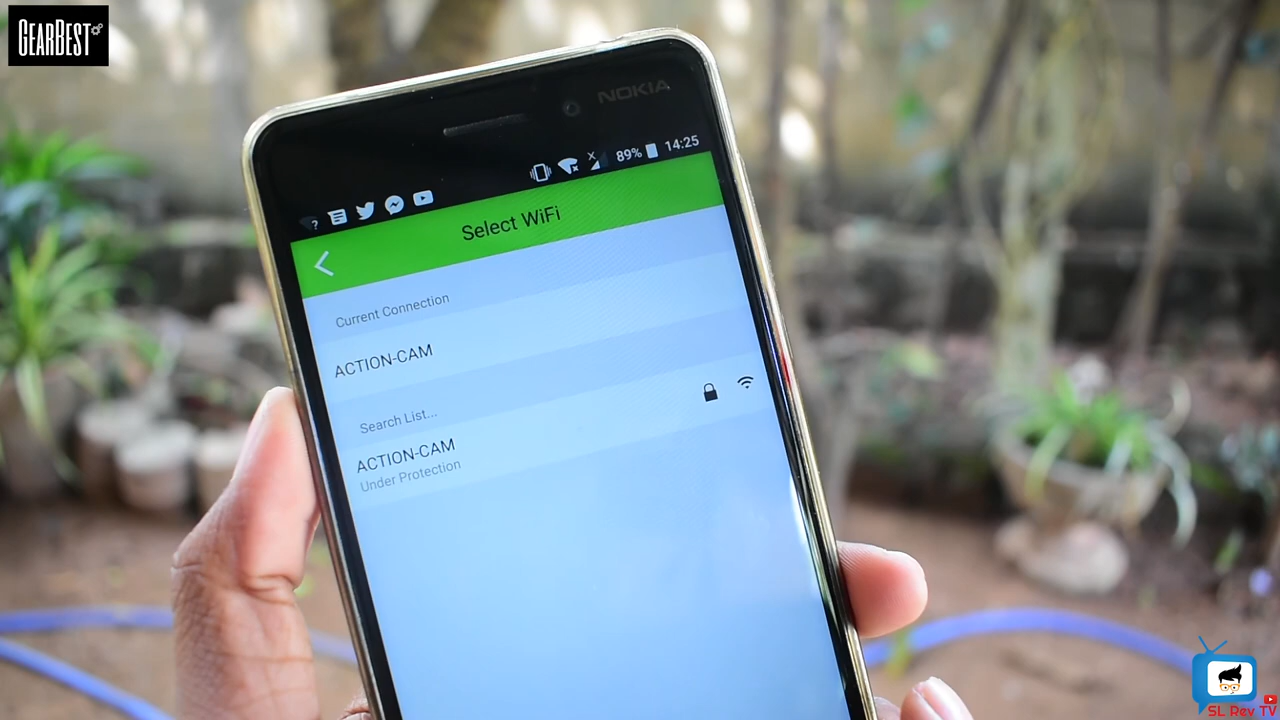 GEARBEST
NOKIA
? 89% 14:25
Select WiFi
Current Connection
ACTION-CAM
Search List...
ACTION-CAM
Under Protection
SL Rev TV